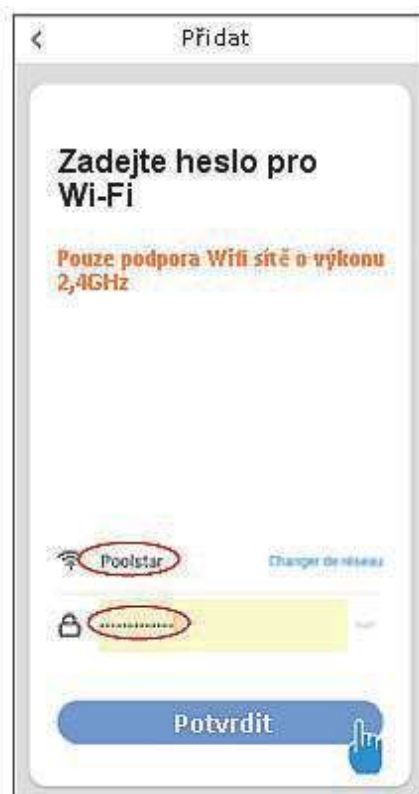 Přidat
Zadejte heslo pro
Wi-Fi
Pouze podpora Wifi sítě o výkonu
2,4GHz
Poolstar Changer de réseau
.............
Potvrdit